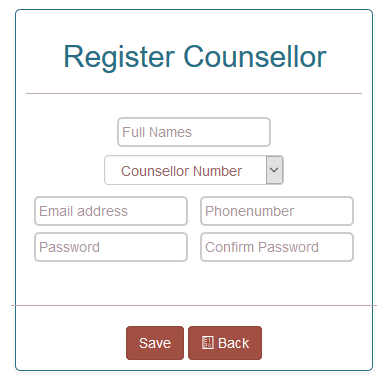 Register Counsellor
Full Names
Counsellor Number
Email address Phonenumber
Password Confirm Password
Save Back